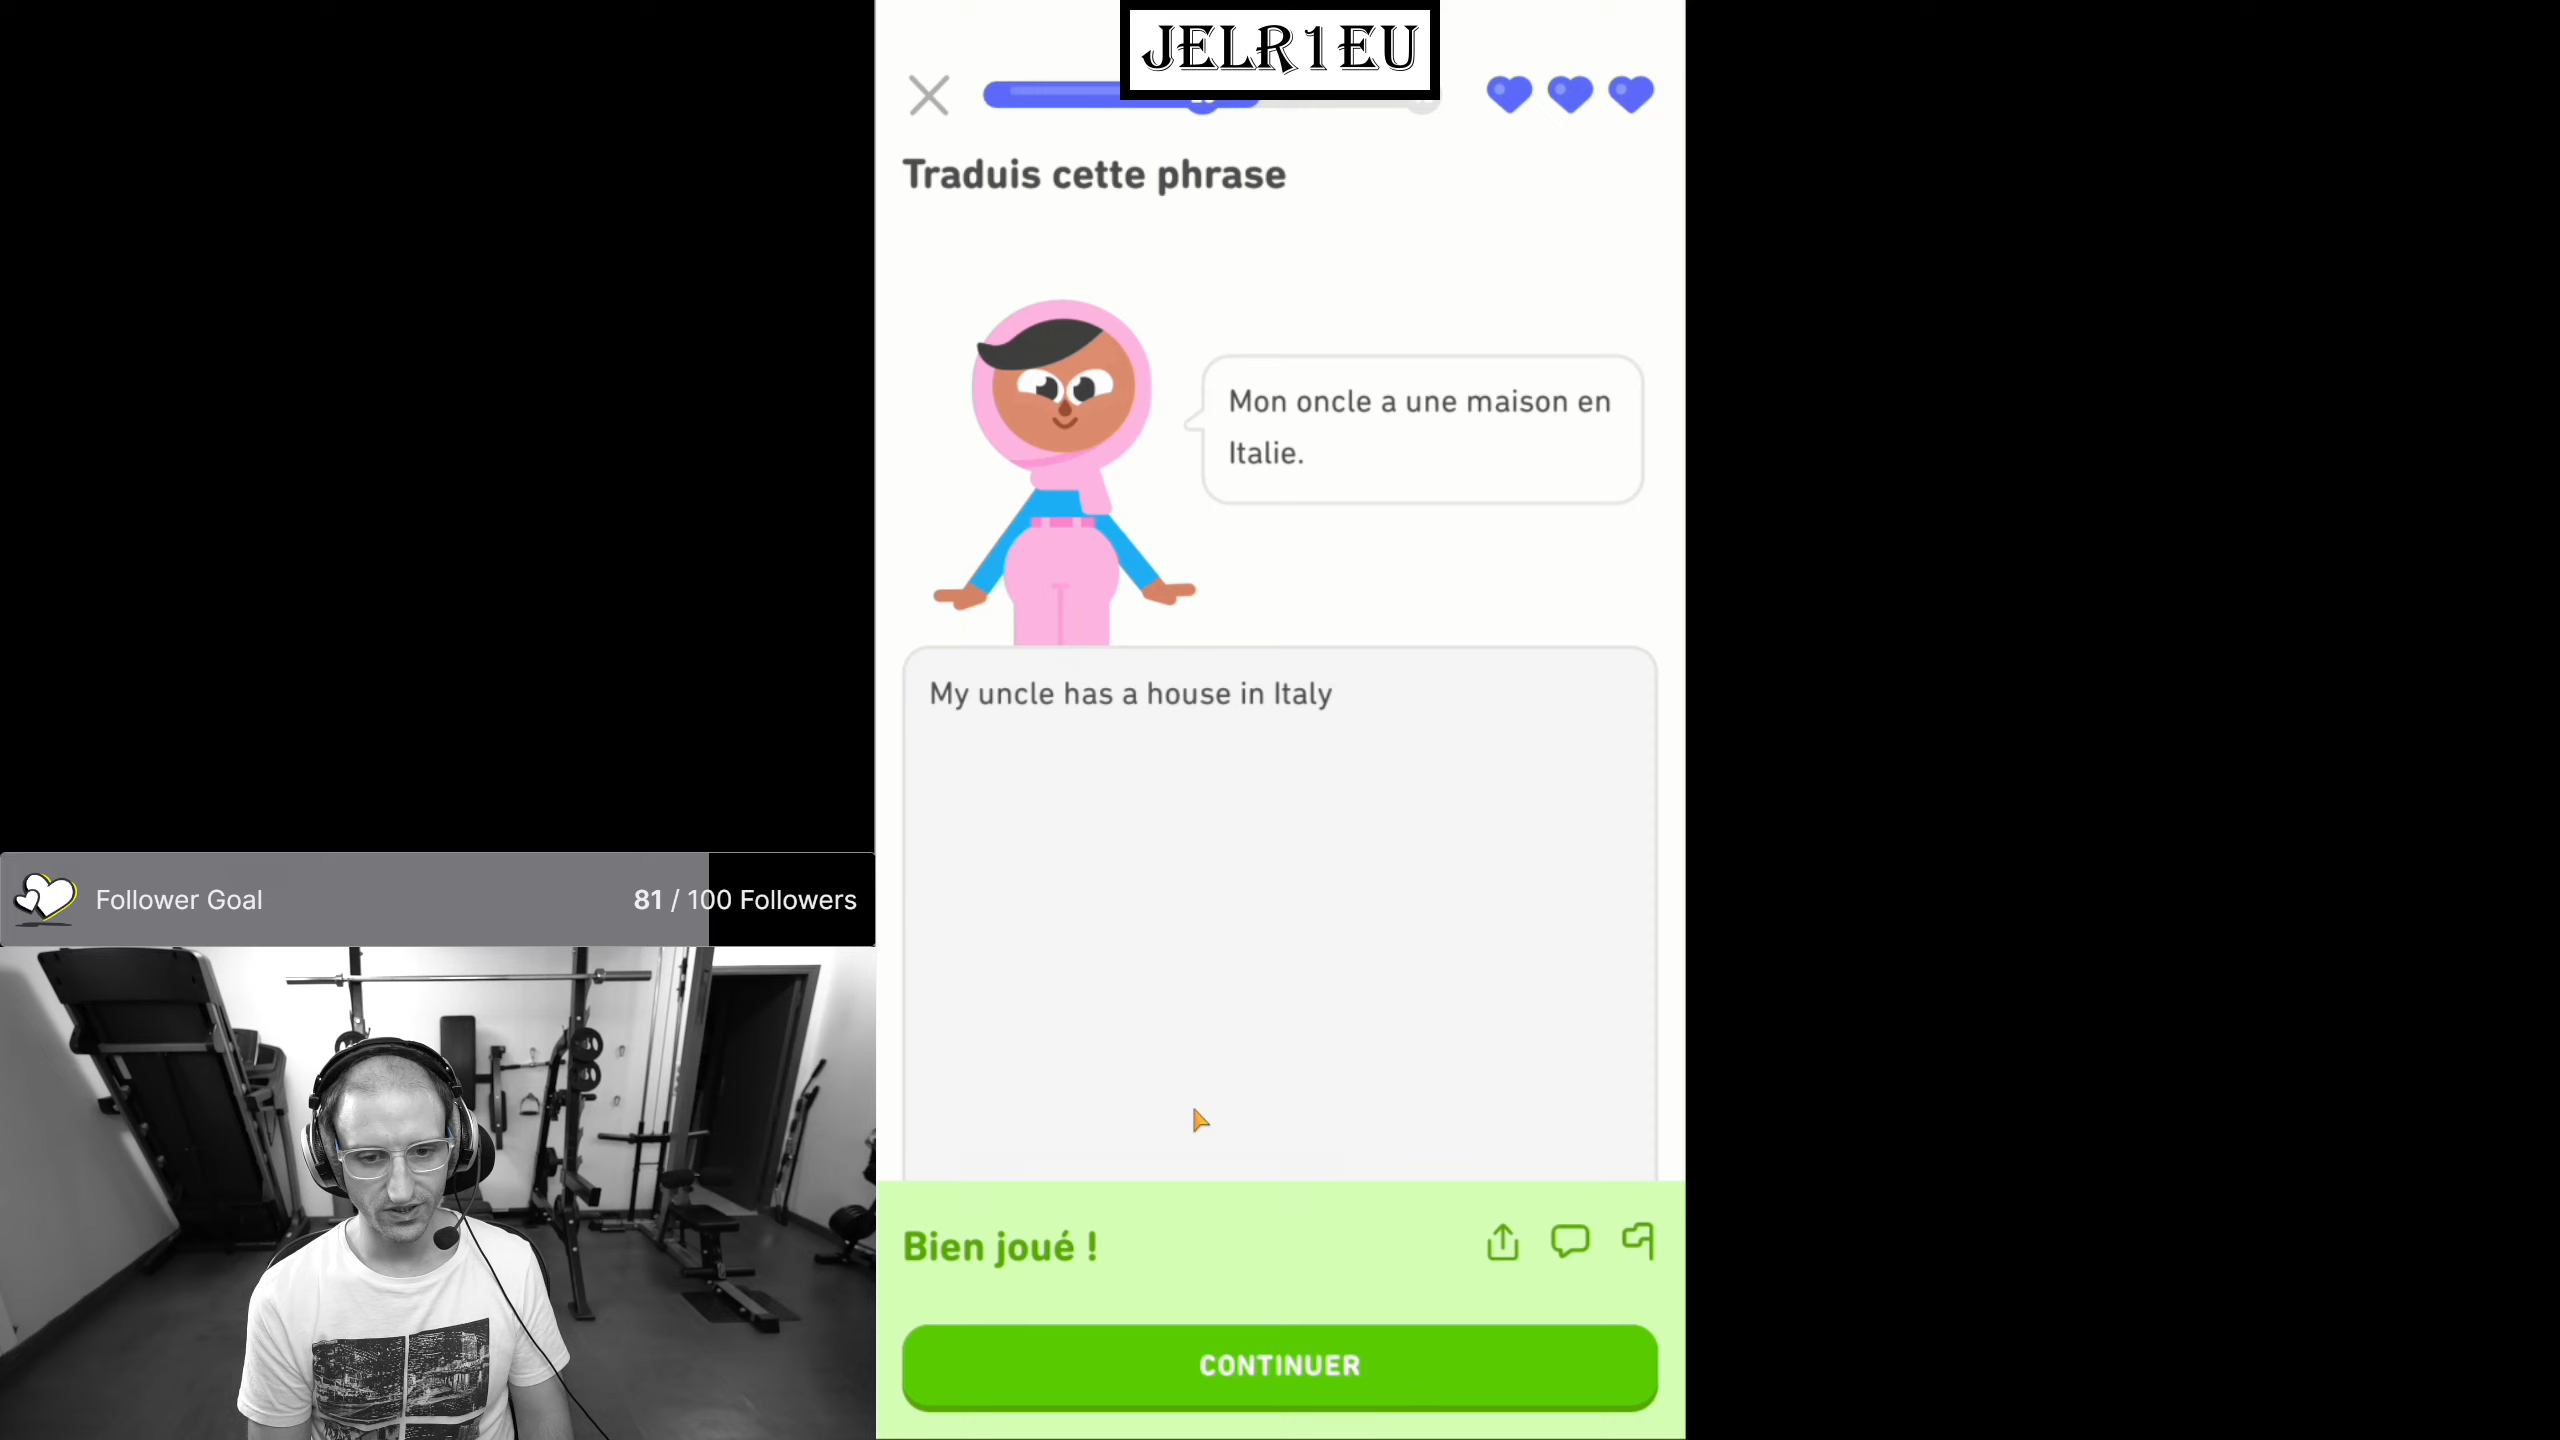 JELR1EU
Traduis cette phrase
Mon oncle a une maison en
Italie.
My uncle has a house in Italy
Follower Goal
81 / 100 Followers
Bien joué !
CONTINUER